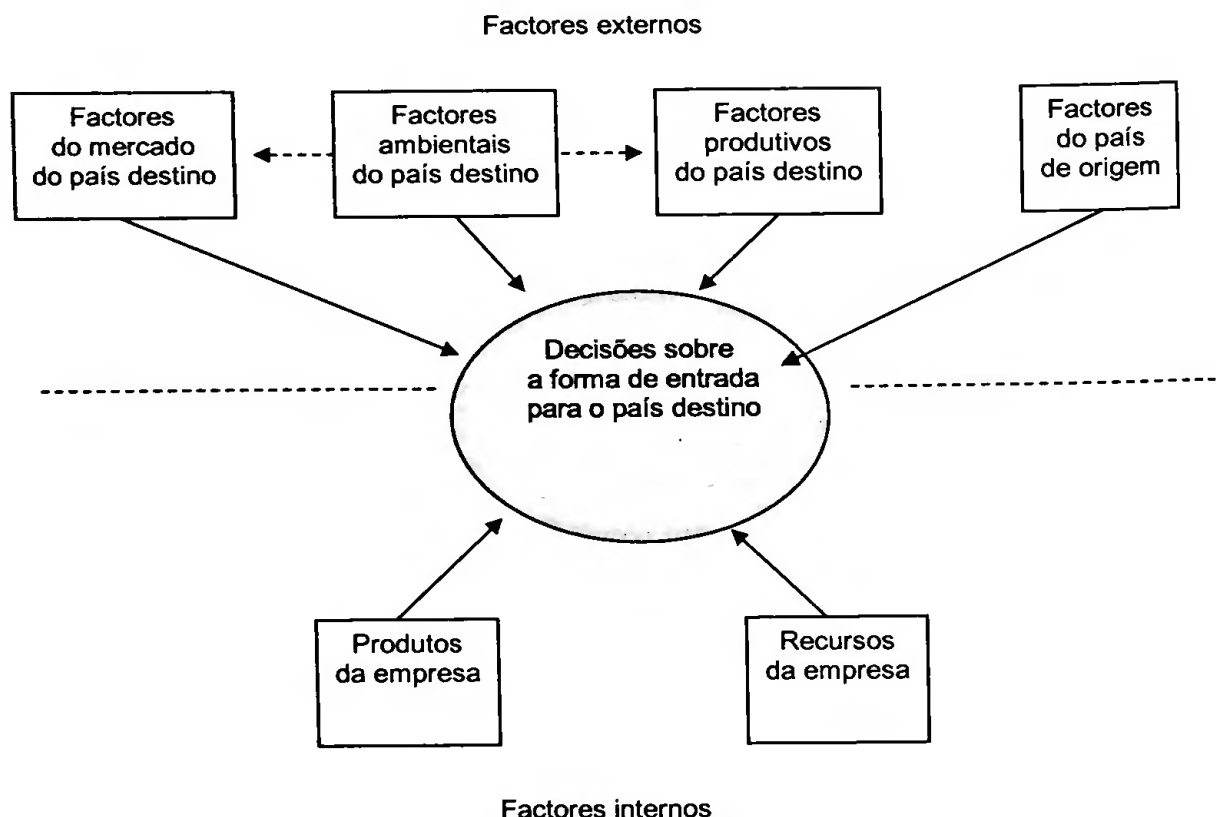 Factores externos
Factores
do mercado
do país destino
Factores
ambientais
do país destino
Factores
produtivos
do país destino
Factores
do país
de origem
Decisões sobre
a forma de entrada
para o país destino
Produtos
da empresa
Recursos
da empresa
Factores internos